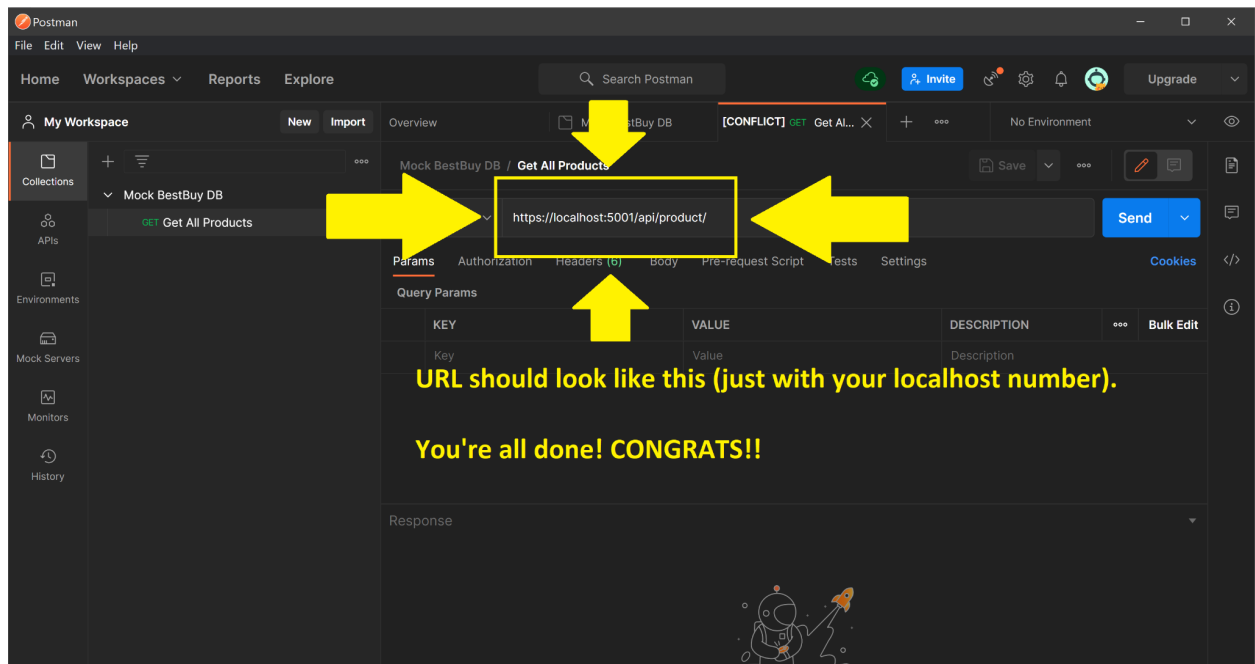 Postman
File Edit View Help
Home Workspaces Reports Explore Search Postman Invite Upgrade
My Workspace New Import Overview BestBuy DB [CONFLICT] GET Get Al... No Environment
Collections
Mock BestBuy DB / Get All Products Save
Mock BestBuy DB
GET Get All Products
https://localhost:5001/api/product/ Send
APIs
Params Authorization Headers (6) Body Pre-request Script Tests Settings Cookies
Environments
Query Params
KEY VALUE DESCRIPTION Bulk Edit
Mock Servers
Key Value Description
URL should look like this (just with your localhost number).
Monitors
You're all done! CONGRATS!!
History
Response